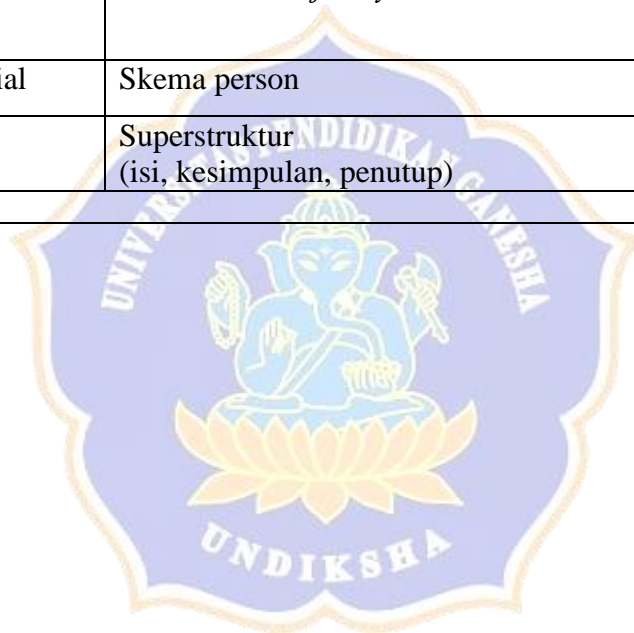 ial Skema person
Superstruktur
(isi, kesimpulan, penutup)
UNIVERSITAS PENDIDIKAN GANESHA
UNDIKSHA